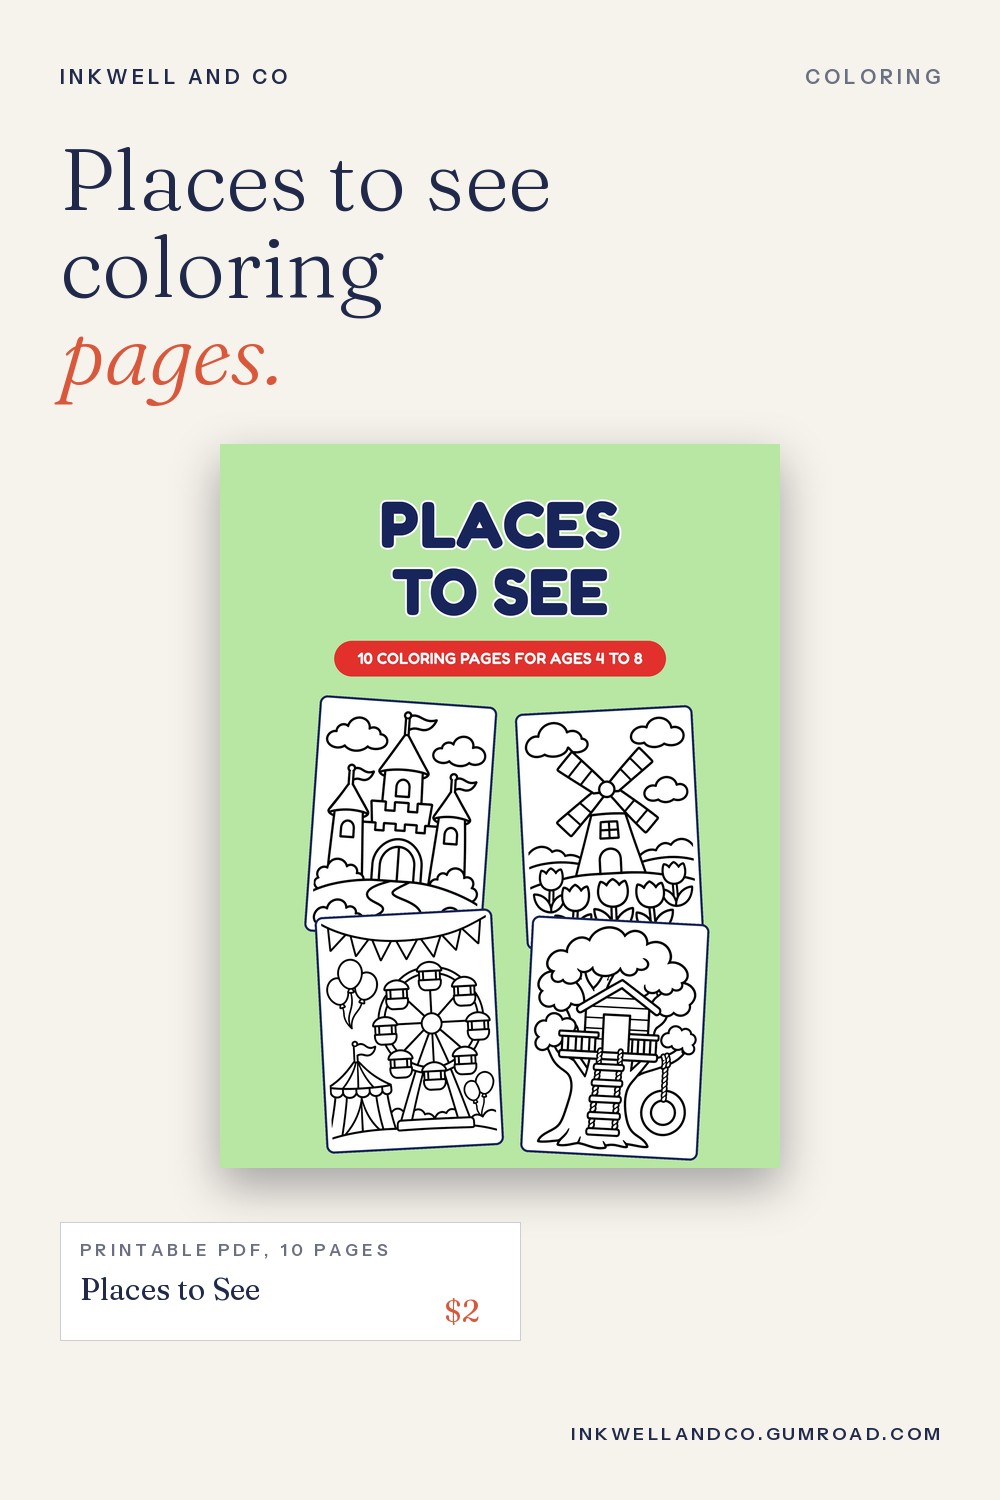 INKWELL AND CO
COLORING
Places to see
coloring
pages.
PLACES
TO SEE
10 COLORING PAGES FOR AGES 4 TO 8
PRINTABLE PDF, 10 PAGES
Places to See
$2
INKWELLANDCO.GUMROAD.COM